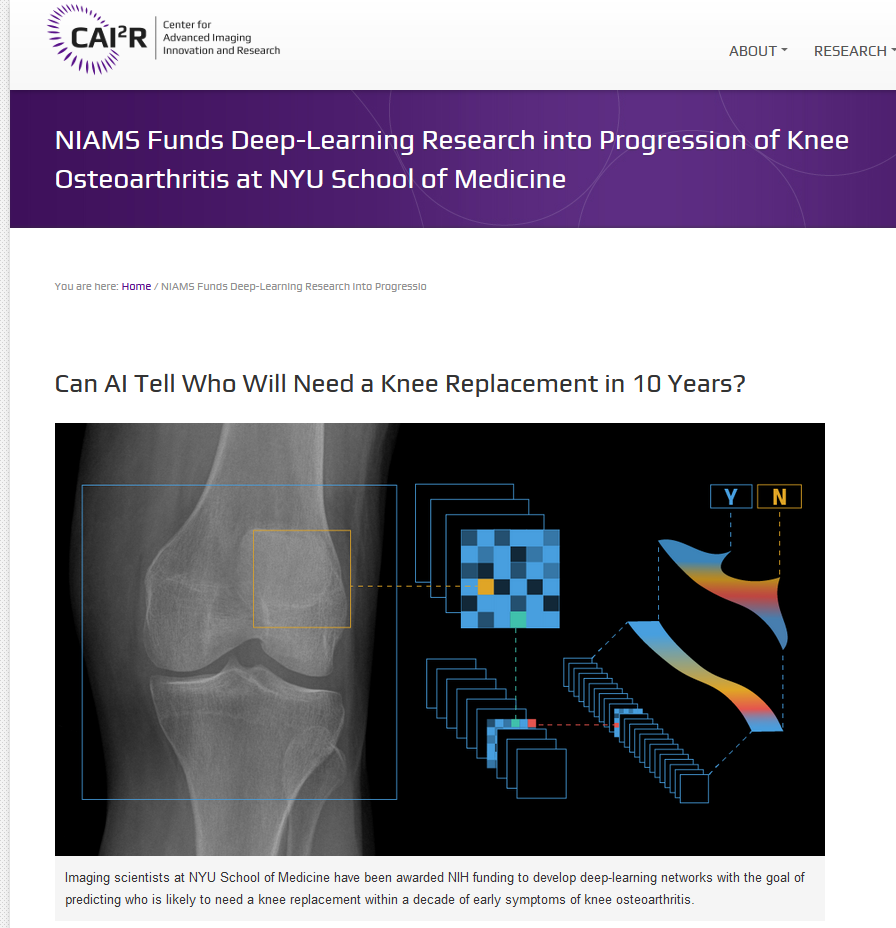 CAI²R
Center for
Advanced Imaging
Innovation and Research
ABOUT
RESEARCH
NIAMS Funds Deep-Learning Research into Progression of Knee
Osteoarthritis at NYU School of Medicine
You are here: Home / NIAMS Funds Deep-Learning Research into Progressio
Can AI Tell Who Will Need a Knee Replacement in 10 Years?
Y N
Imaging scientists at NYU School of Medicine have been awarded NIH funding to develop deep-learning networks with the goal of
predicting who is likely to need a knee replacement within a decade of early symptoms of knee osteoarthritis.